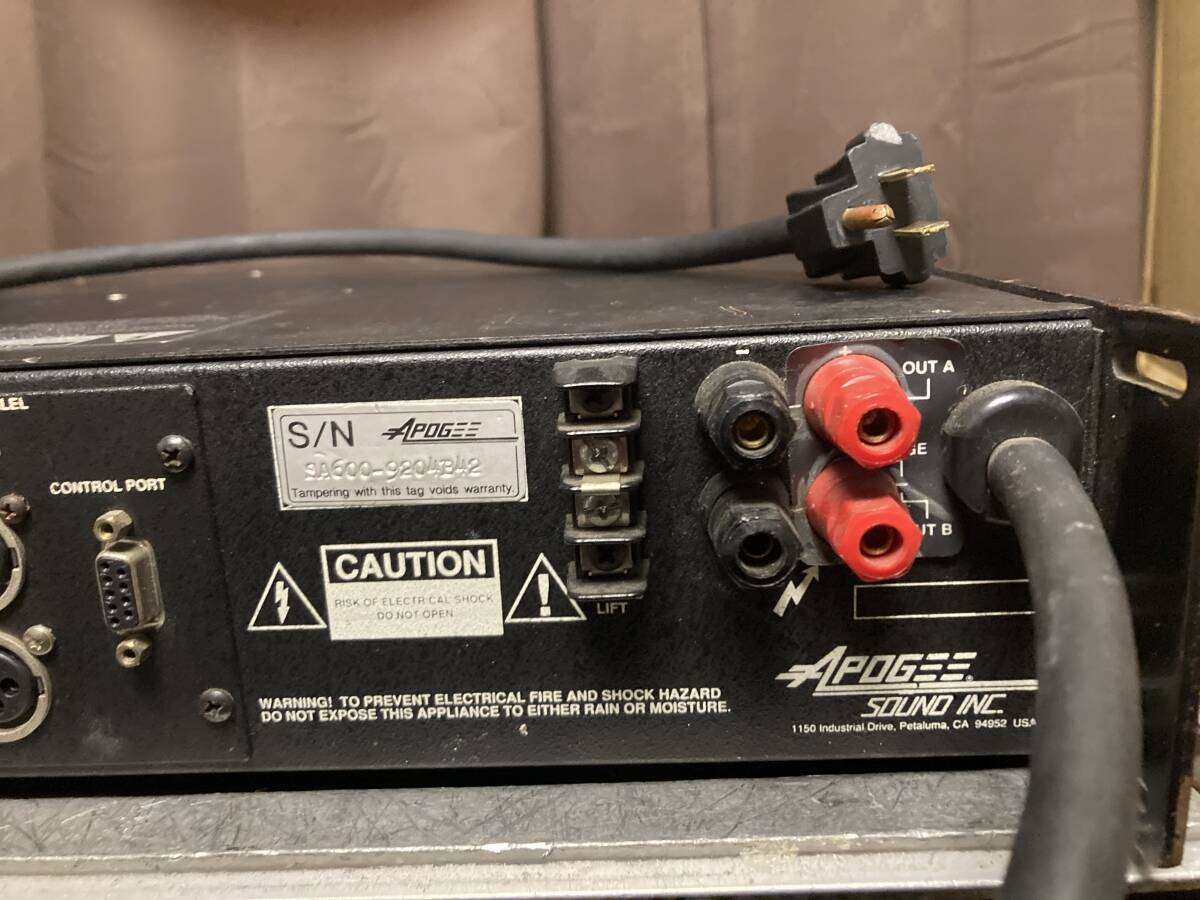 LEL
CONTROL PORT
S/N APOGEE
SA600-9204B42
Tampering with this tag voids warranty.
CAUTION
RISK OF ELECTRICAL SHOCK
DO NOT OPEN
LIFT
- +
OUT A
GE
UT B
WARNING! TO PREVENT ELECTRICAL FIRE AND SHOCK HAZARD
DO NOT EXPOSE THIS APPLIANCE TO EITHER RAIN OR MOISTURE.
APOGEE®
SOUND INC.
1150 Industrial Drive, Petaluma, CA 94952 USA